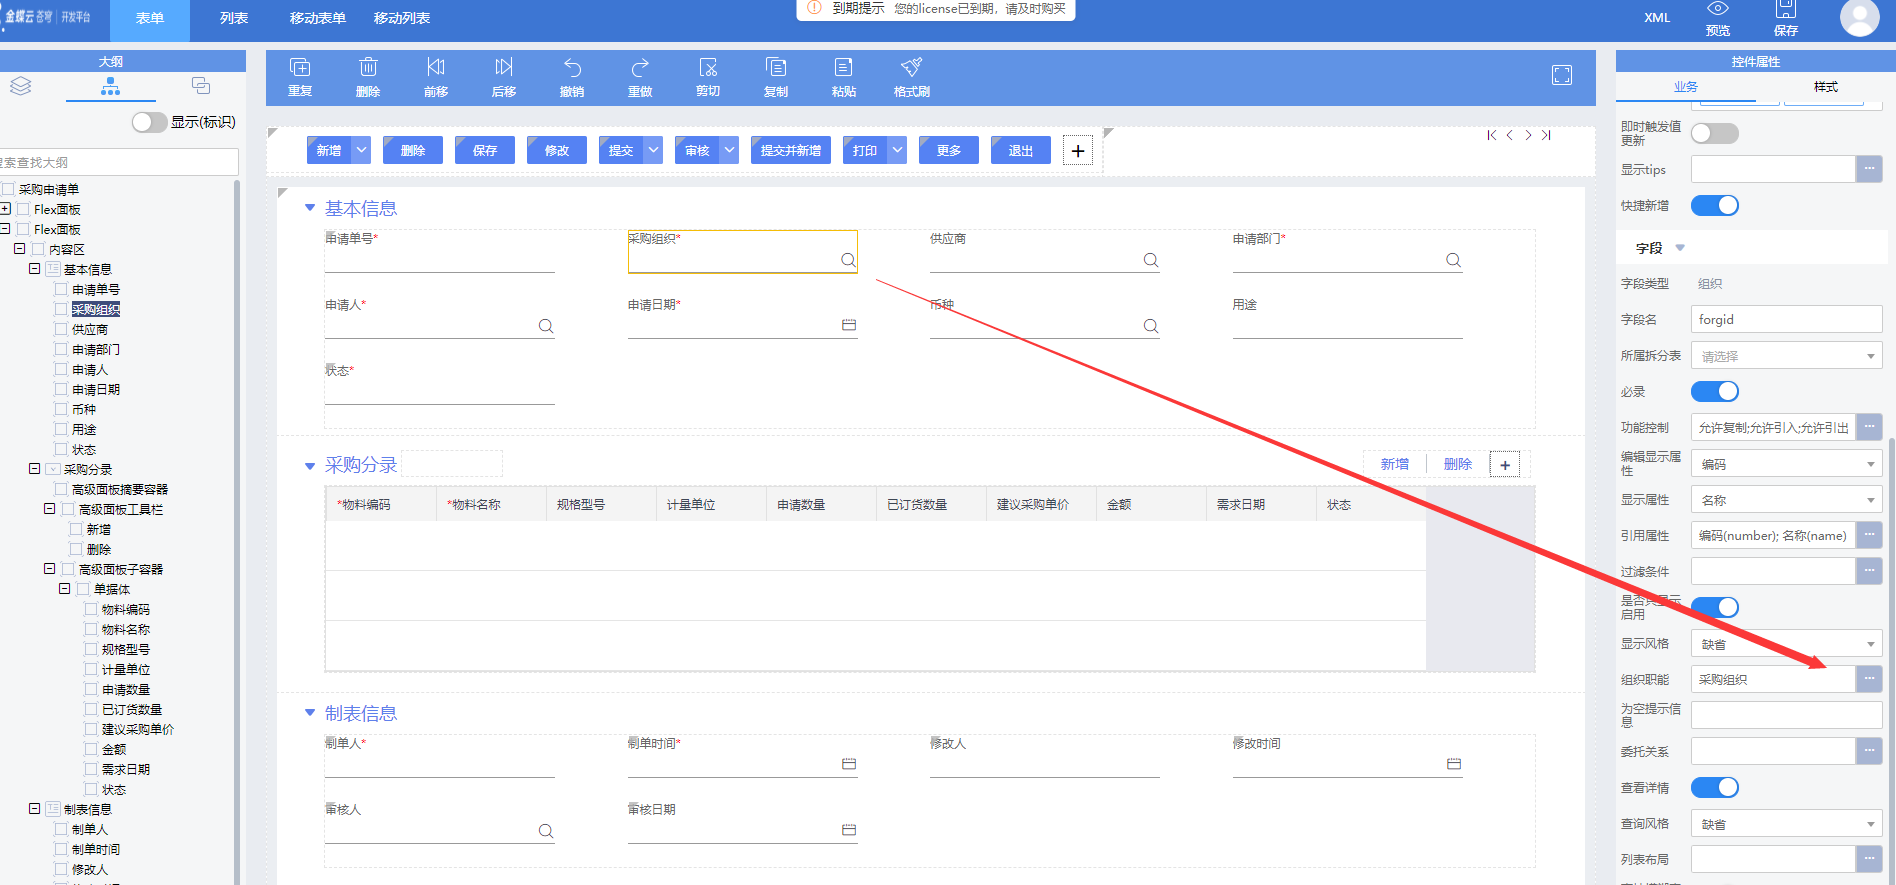 金蝶云 苍穹 | 开发平台
表单
列表
移动表单
移动列表
到期提示 您的license已到期，请及时购买
XML
预览
保存
大纲
显示(标识)
搜索查找大纲
采购申请单
Flex面板
Flex面板
内容区
基本信息
申请单号
采购组织
供应商
申请部门
申请人
申请日期
币种
用途
状态
采购分录
高级面板摘要容器
高级面板工具栏
新增
删除
高级面板子容器
单据体
物料编码
物料名称
规格型号
计量单位
申请数量
已订货数量
建议采购单价
金额
需求日期
状态
制表信息
制单人
制单时间
修改人
重复
删除
前移
后移
撤销
重做
剪切
复制
粘贴
格式刷
新增
删除
保存
修改
提交
审核
提交并新增
打印
更多
退出
+
基本信息
申请单号*
采购组织*
供应商
申请部门*
申请人*
申请日期*
币种
用途
状态*
采购分录
新增
删除
+
*物料编码
*物料名称
规格型号
计量单位
申请数量
已订货数量
建议采购单价
金额
需求日期
状态
制表信息
制单人*
制单时间*
修改人
修改时间
审核人
审核日期
控件属性
业务
样式
即时触发值
更新
显示tips
快捷新增
字段
字段类型 组织
字段名 forgid
所属拆分表 请选择
必录
功能控制 允许复制;允许引入;允许引出
编辑显示属
性
编码
显示属性 名称
引用属性 编码(number); 名称(name)
过滤条件
是否只显示
启用
显示风格 缺省
组织职能 采购组织
为空提示信
息
委托关系
查看详情
查询风格 缺省
列表布局